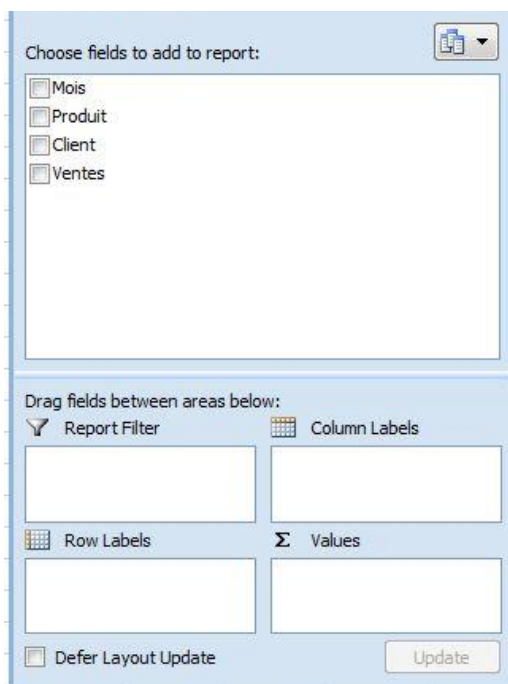 Choose fields to add to report:
Mois
Produit
Client
Ventes
Drag fields between areas below:
Report Filter
Column Labels
Row Labels
Σ Values
Defer Layout Update
Update